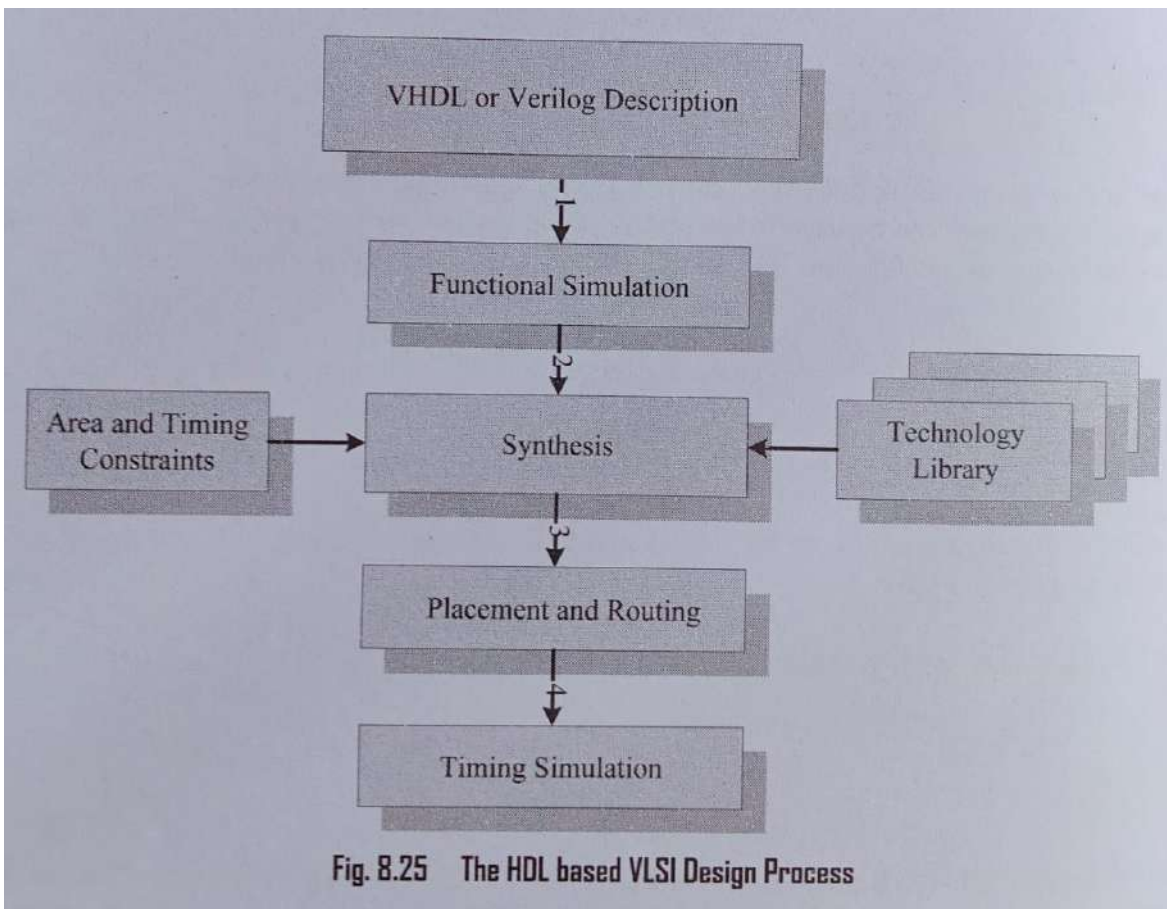 VHDL or Verilog Description
1
Functional Simulation
2
Area and Timing
Constraints
Synthesis
Technology
Library
3
Placement and Routing
4
Timing Simulation
Fig. 8.25 The HDL based VLSI Design Process